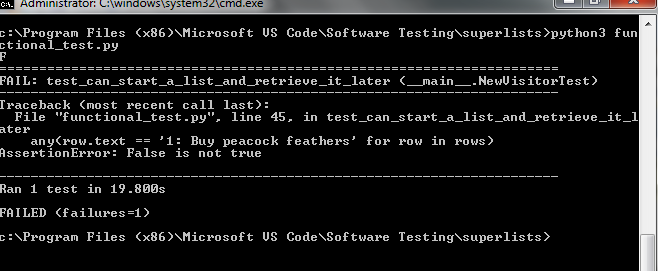 Administrator: C:\windows\system32\cmd.exe
c:\Program Files (x86)\Microsoft VS Code\Software Testing\superlists>python3 fun
ctional_test.py
F
======================================================================
FAIL: test_can_start_a_list_and_retrieve_it_later (__main__.NewVisitorTest)
----------------------------------------------------------------------
Traceback (most recent call last):
  File "functional_test.py", line 45, in test_can_start_a_list_and_retrieve_it_l
ater
    any(row.text == '1: Buy peacock feathers' for row in rows)
AssertionError: False is not true
----------------------------------------------------------------------
Ran 1 test in 19.800s
FAILED (failures=1)
c:\Program Files (x86)\Microsoft VS Code\Software Testing\superlists>